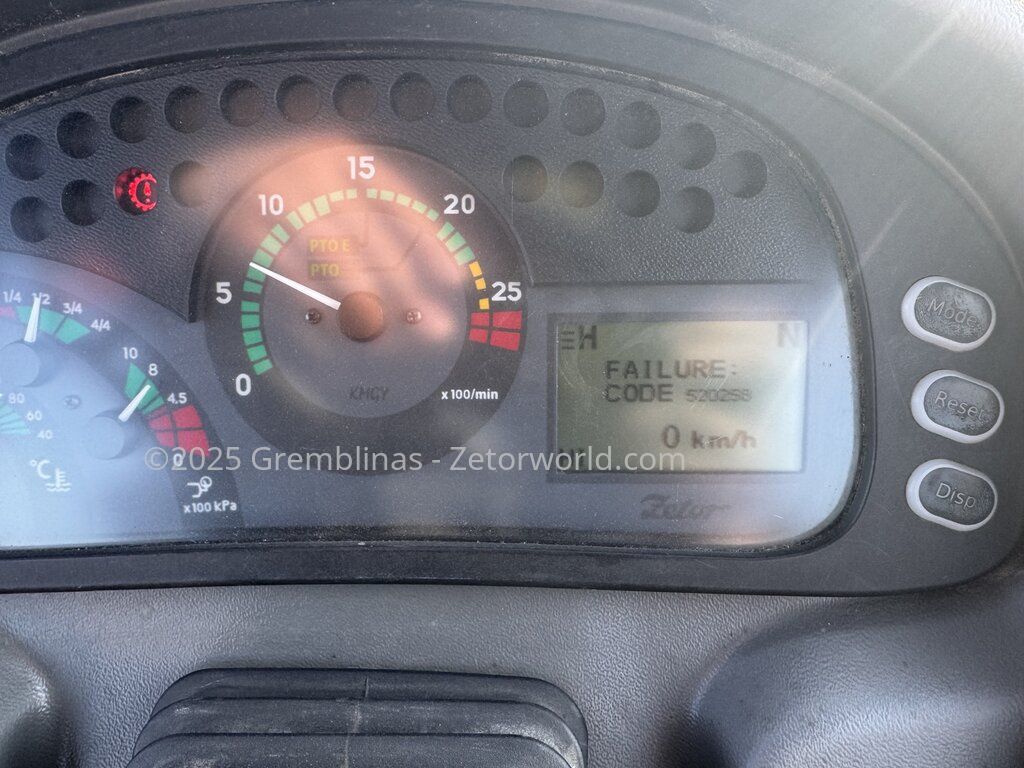 15
10
20
PTO E
PTO
5
25
0
KMGY
x100/min
1/4
1/2
3/4
4/4
10
8
4.5
80
60
40
°C
x100 kPa
H
N
FAILURE:
CODE 520258
0 km/h
Zetor
Mode
Reset
Disp
©2025 Gremblinas - Zetorworld.com